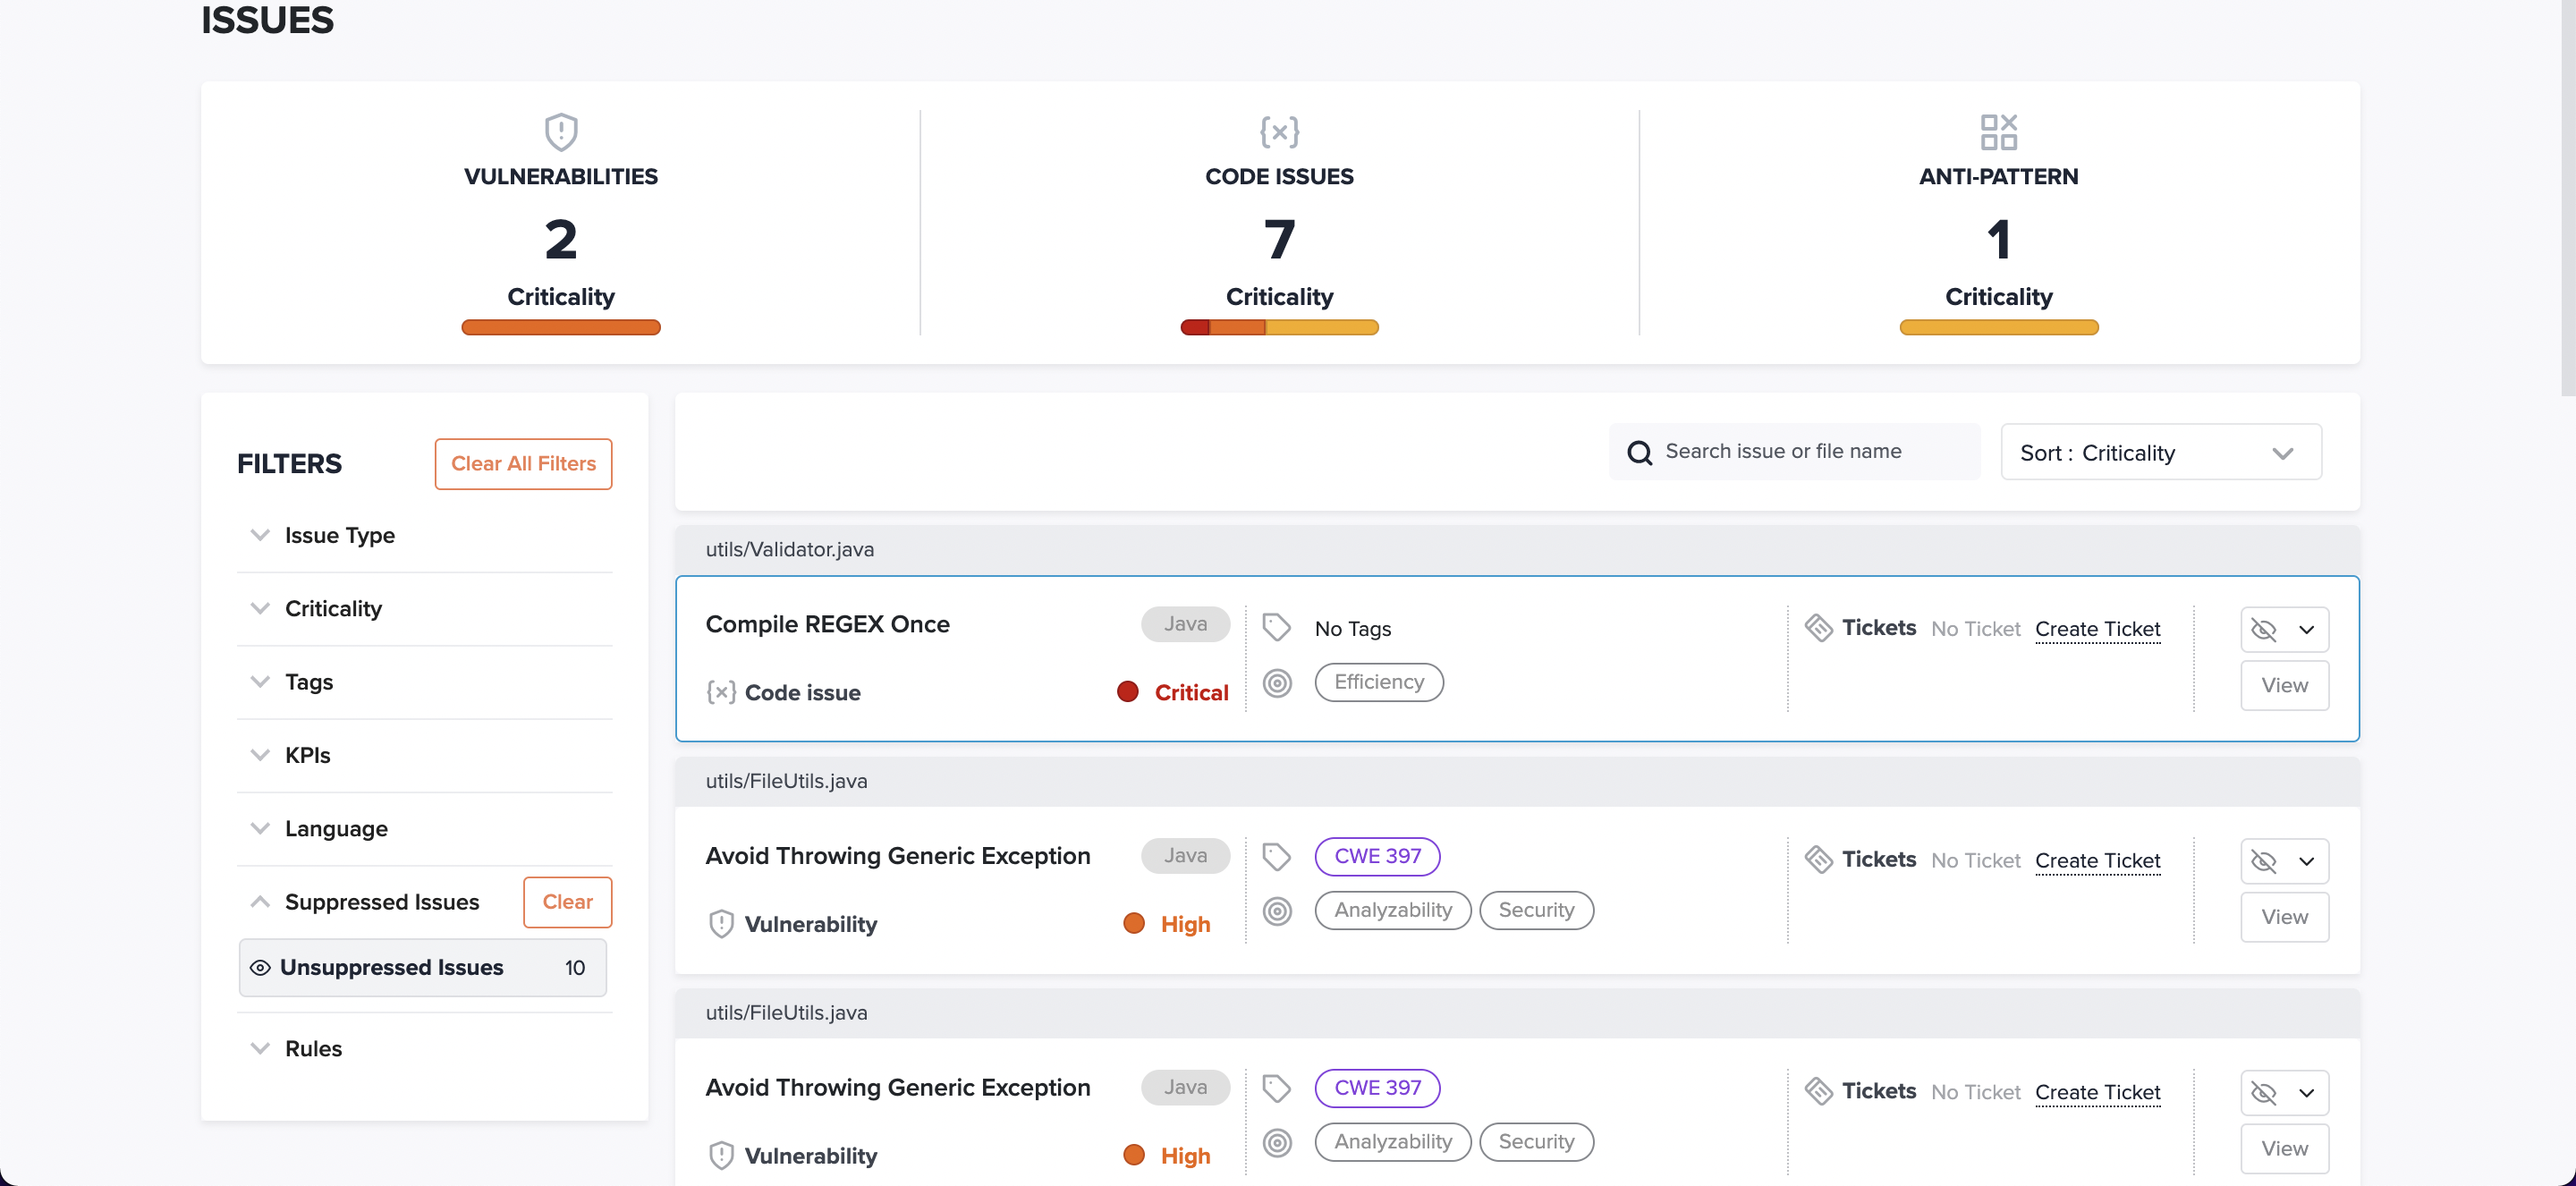 ISSUES
VULNERABILITIES
2
Criticality
CODE ISSUES
7
Criticality
ANTI-PATTERN
1
Criticality
FILTERS
Clear All Filters
Issue Type
Criticality
Tags
KPIs
Language
Suppressed Issues
Clear
Unsuppressed Issues 10
Rules
Search issue or file name
Sort : Criticality
utils/Validator.java
Compile REGEX Once Java
No Tags
Tickets No Ticket Create Ticket
Code issue Critical
Efficiency
View
utils/FileUtils.java
Avoid Throwing Generic Exception Java
CWE 397
Tickets No Ticket Create Ticket
Vulnerability High
Analyzability Security
View
utils/FileUtils.java
Avoid Throwing Generic Exception Java
CWE 397
Tickets No Ticket Create Ticket
Vulnerability High
Analyzability Security
View